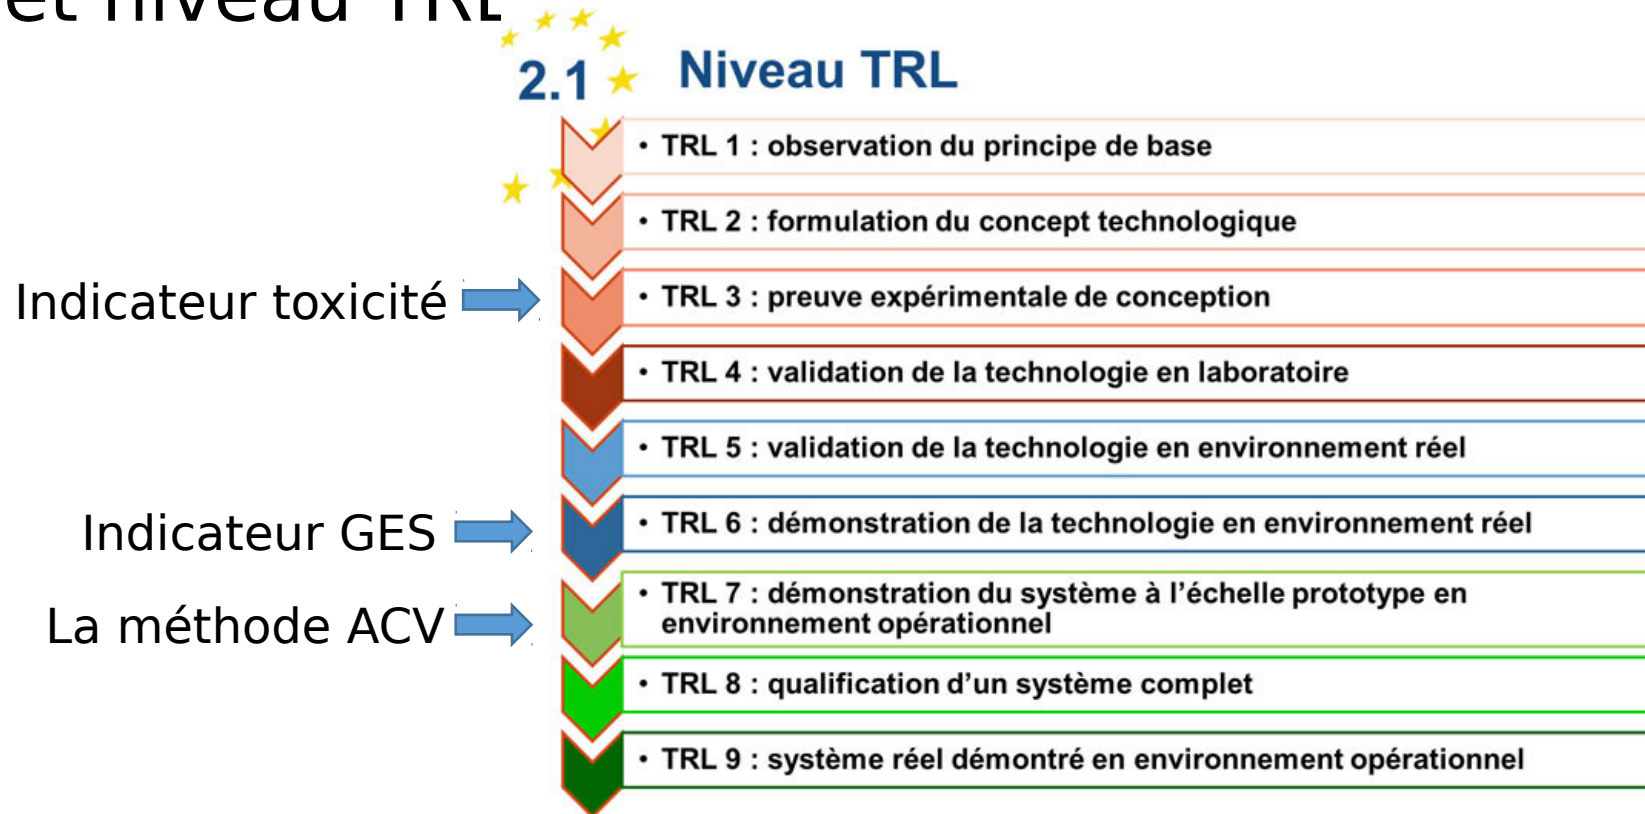 et niveau TRL
2.1 Niveau TRL
• TRL 1 : observation du principe de base
• TRL 2 : formulation du concept technologique
Indicateur toxicité
• TRL 3 : preuve expérimentale de conception
• TRL 4 : validation de la technologie en laboratoire
• TRL 5 : validation de la technologie en environnement réel
Indicateur GES
• TRL 6 : démonstration de la technologie en environnement réel
La méthode ACV
• TRL 7 : démonstration du système à l’échelle prototype en
environnement opérationnel
• TRL 8 : qualification d’un système complet
• TRL 9 : système réel démontré en environnement opérationnel